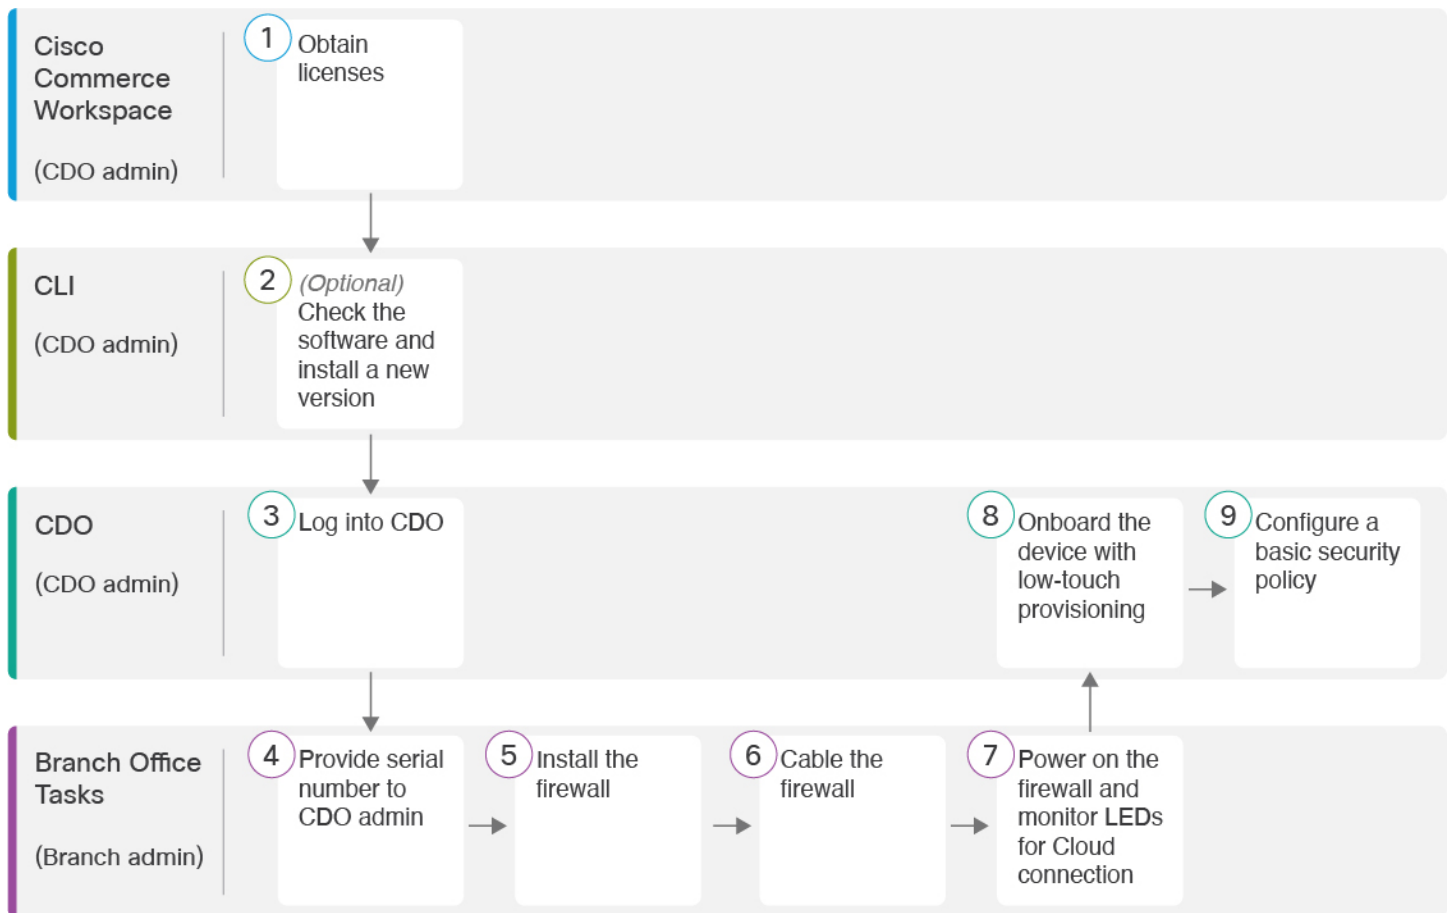 Cisco
Commerce
Workspace
(CDO admin)
1
Obtain
licenses
CLI
(CDO admin)
2
(Optional)
Check the
software and
install a new
version
CDO
(CDO admin)
3
Log into CDO
8
Onboard the
device with
low-touch
provisioning
9
Configure a
basic security
policy
Branch Office
Tasks
(Branch admin)
4
Provide serial
number to
CDO admin
5
Install the
firewall
6
Cable the
firewall
7
Power on the
firewall and
monitor LEDs
for Cloud
connection